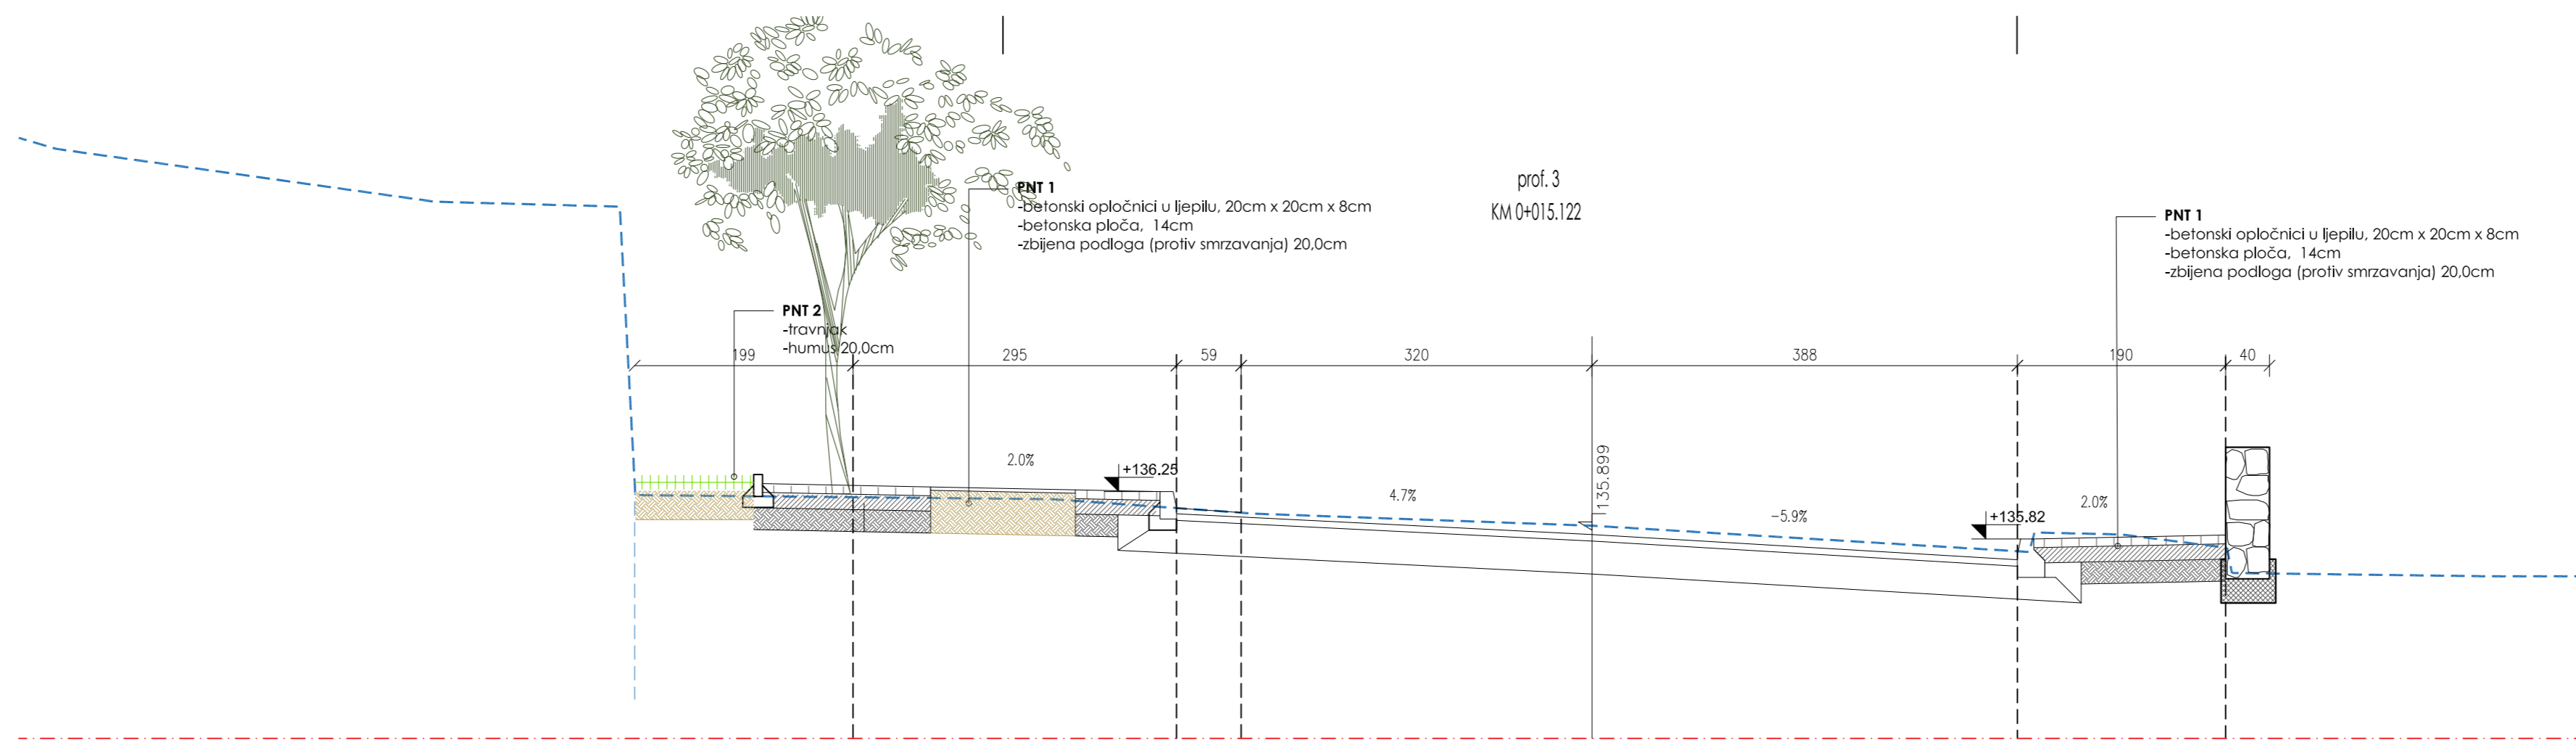 prof. 3
KM 0+015.122
PNT 1
-betonski opločnici u ljepilu, 20cm x 20cm x 8cm
-betonska ploča, 14cm
-zbijena podloga (protiv smrzavanja) 20,0cm
PNT 1
-betonski opločnici u ljepilu, 20cm x 20cm x 8cm
-betonska ploča, 14cm
-zbijena podloga (protiv smrzavanja) 20,0cm
PNT 2
-travnjak
-humus 20,0cm
199 295 59 320 388 190 40
2.0%
+136.25
4.7%
135.899
-5.9%
+135.82
2.0%